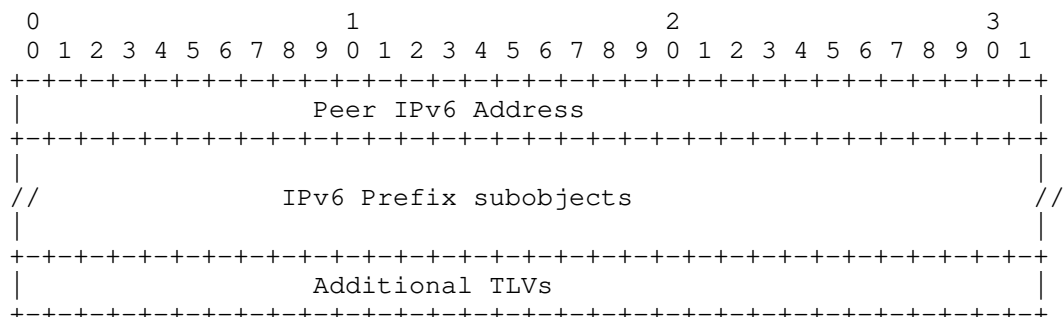 0                   1                   2                   3
 0 1 2 3 4 5 6 7 8 9 0 1 2 3 4 5 6 7 8 9 0 1 2 3 4 5 6 7 8 9 0 1
+-+-+-+-+-+-+-+-+-+-+-+-+-+-+-+-+-+-+-+-+-+-+-+-+-+-+-+-+-+-+-+-+
|                  Peer IPv6 Address                            |
+-+-+-+-+-+-+-+-+-+-+-+-+-+-+-+-+-+-+-+-+-+-+-+-+-+-+-+-+-+-+-+-+
|                                                               |
//               IPv6 Prefix subobjects                         //
|                                                               |
+-+-+-+-+-+-+-+-+-+-+-+-+-+-+-+-+-+-+-+-+-+-+-+-+-+-+-+-+-+-+-+-+
|                  Additional TLVs                              |
+-+-+-+-+-+-+-+-+-+-+-+-+-+-+-+-+-+-+-+-+-+-+-+-+-+-+-+-+-+-+-+-+